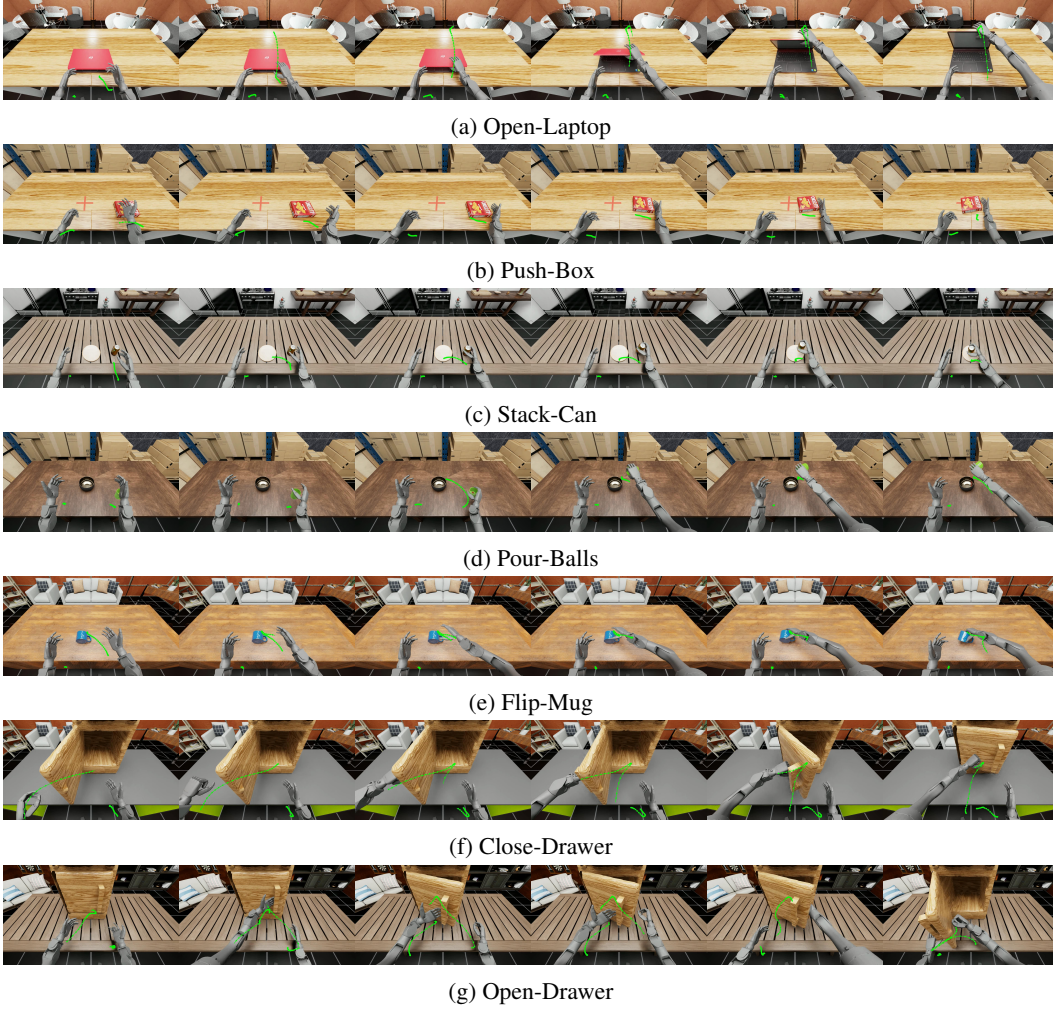 (a) Open-Laptop
(b) Push-Box
(c) Stack-Can
(d) Pour-Balls
(e) Flip-Mug
(f) Close-Drawer
(g) Open-Drawer